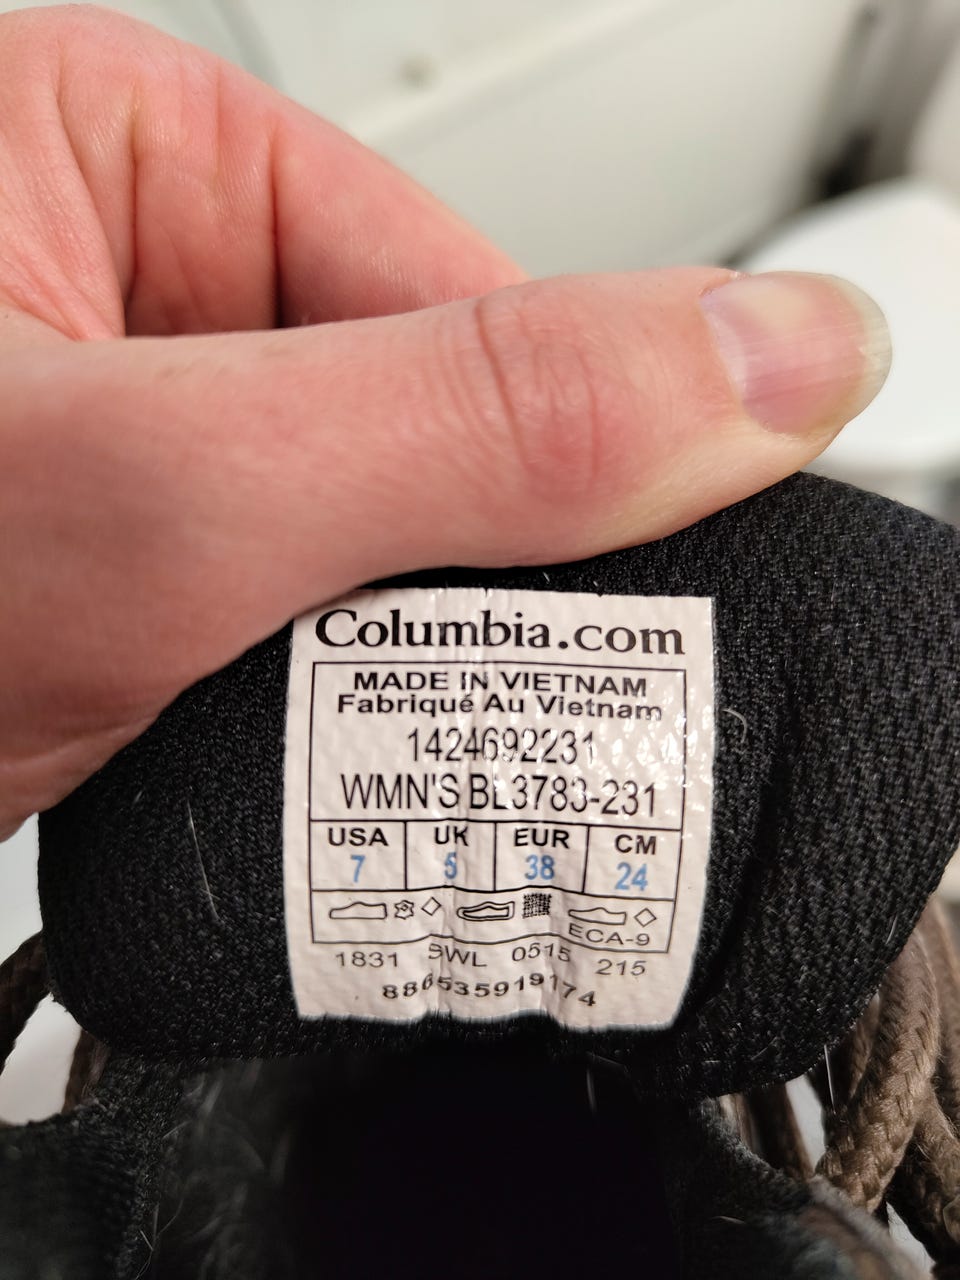 Columbia.com
MADE IN VIETNAM
Fabriqué Au Vietnam
1424692231
WMN'S BL3783-231
USA UK EUR CM
7 5 38 24
ECA-9
1831 SWL 0515 215
886535919174